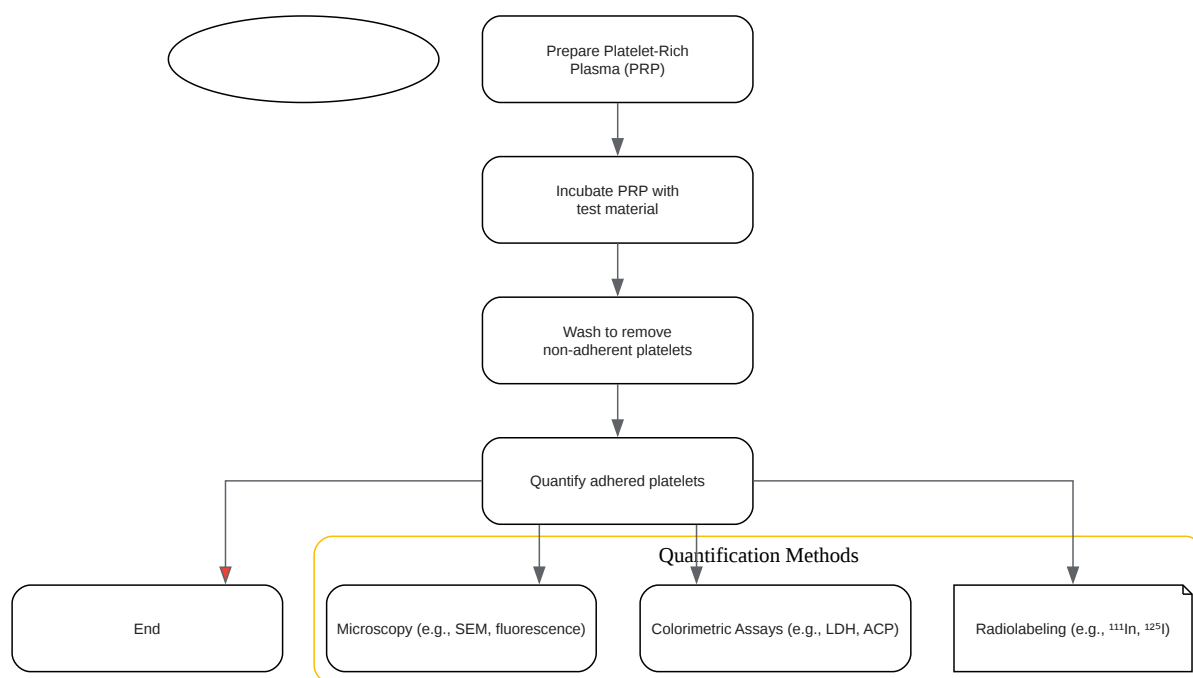 Prepare Platelet-Rich
Plasma (PRP)
Incubate PRP with
test material
Wash to remove
non-adherent platelets
Quantify adhered platelets
Quantification Methods
End
Microscopy (e.g., SEM, fluorescence)
Colorimetric Assays (e.g., LDH, ACP)
Radiolabeling (e.g., ¹¹¹In, ¹²⁵I)